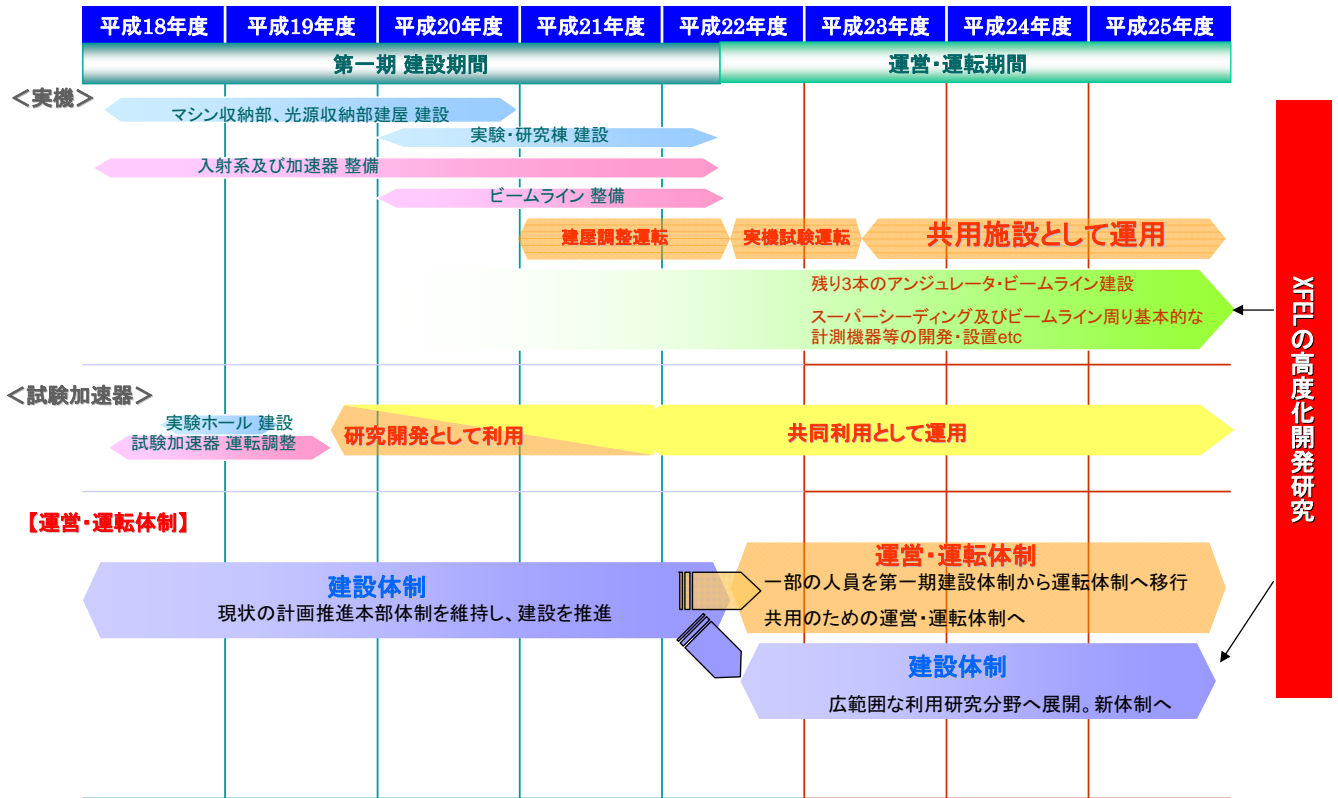 平成18年度 平成19年度 平成20年度 平成21年度 平成22年度 平成23年度 平成24年度 平成25年度
第一期 建設期間 運営・運転期間
＜実機＞
マシン収納部、光源収納部建屋 建設
実験・研究棟 建設
入射系及び加速器 整備
ビームライン 整備
建屋調整運転 実機試験運転 共用施設として運用
残り3本のアンジュレータ・ビームライン建設
スーパーシーディング及びビームライン周り基本的な
計測機器等の開発・設置etc
XFELの高度化開発研究
＜試験加速器＞
実験ホール 建設
試験加速器 運転調整
研究開発として利用 共同利用として運用
【運営・運転体制】
建設体制
現状の計画推進本部体制を維持し、建設を推進
運営・運転体制
一部の人員を第一期建設体制から運転体制へ移行
共用のための運営・運転体制へ
建設体制
広範囲な利用研究分野へ展開。新体制へ